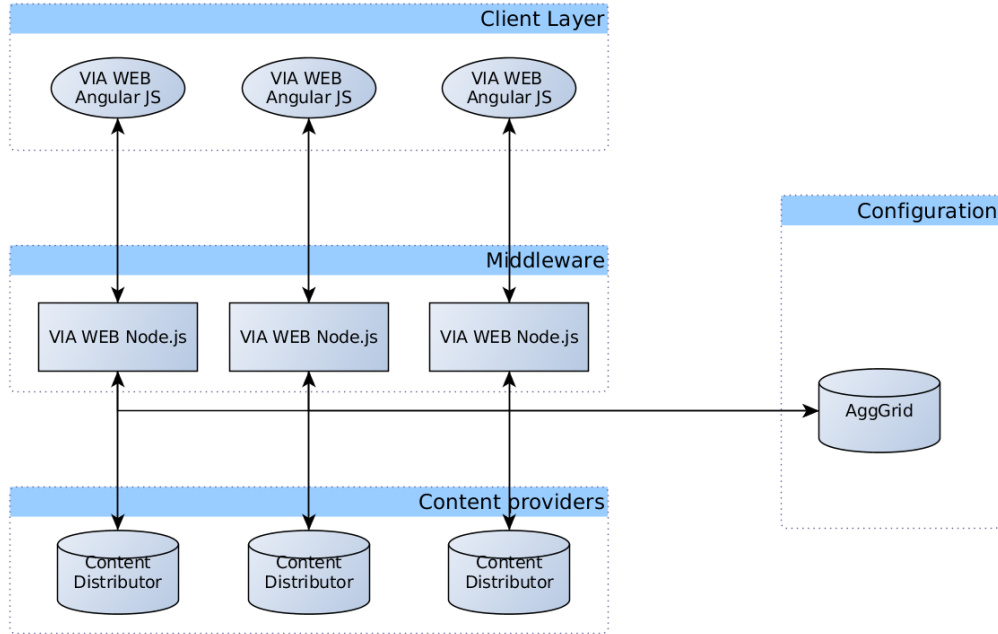 Client Layer
VIA WEB
Angular JS
VIA WEB
Angular JS
VIA WEB
Angular JS
Configuration
Middleware
VIA WEB Node.js
VIA WEB Node.js
VIA WEB Node.js
AggGrid
Content providers
Content
Distributor
Content
Distributor
Content
Distributor